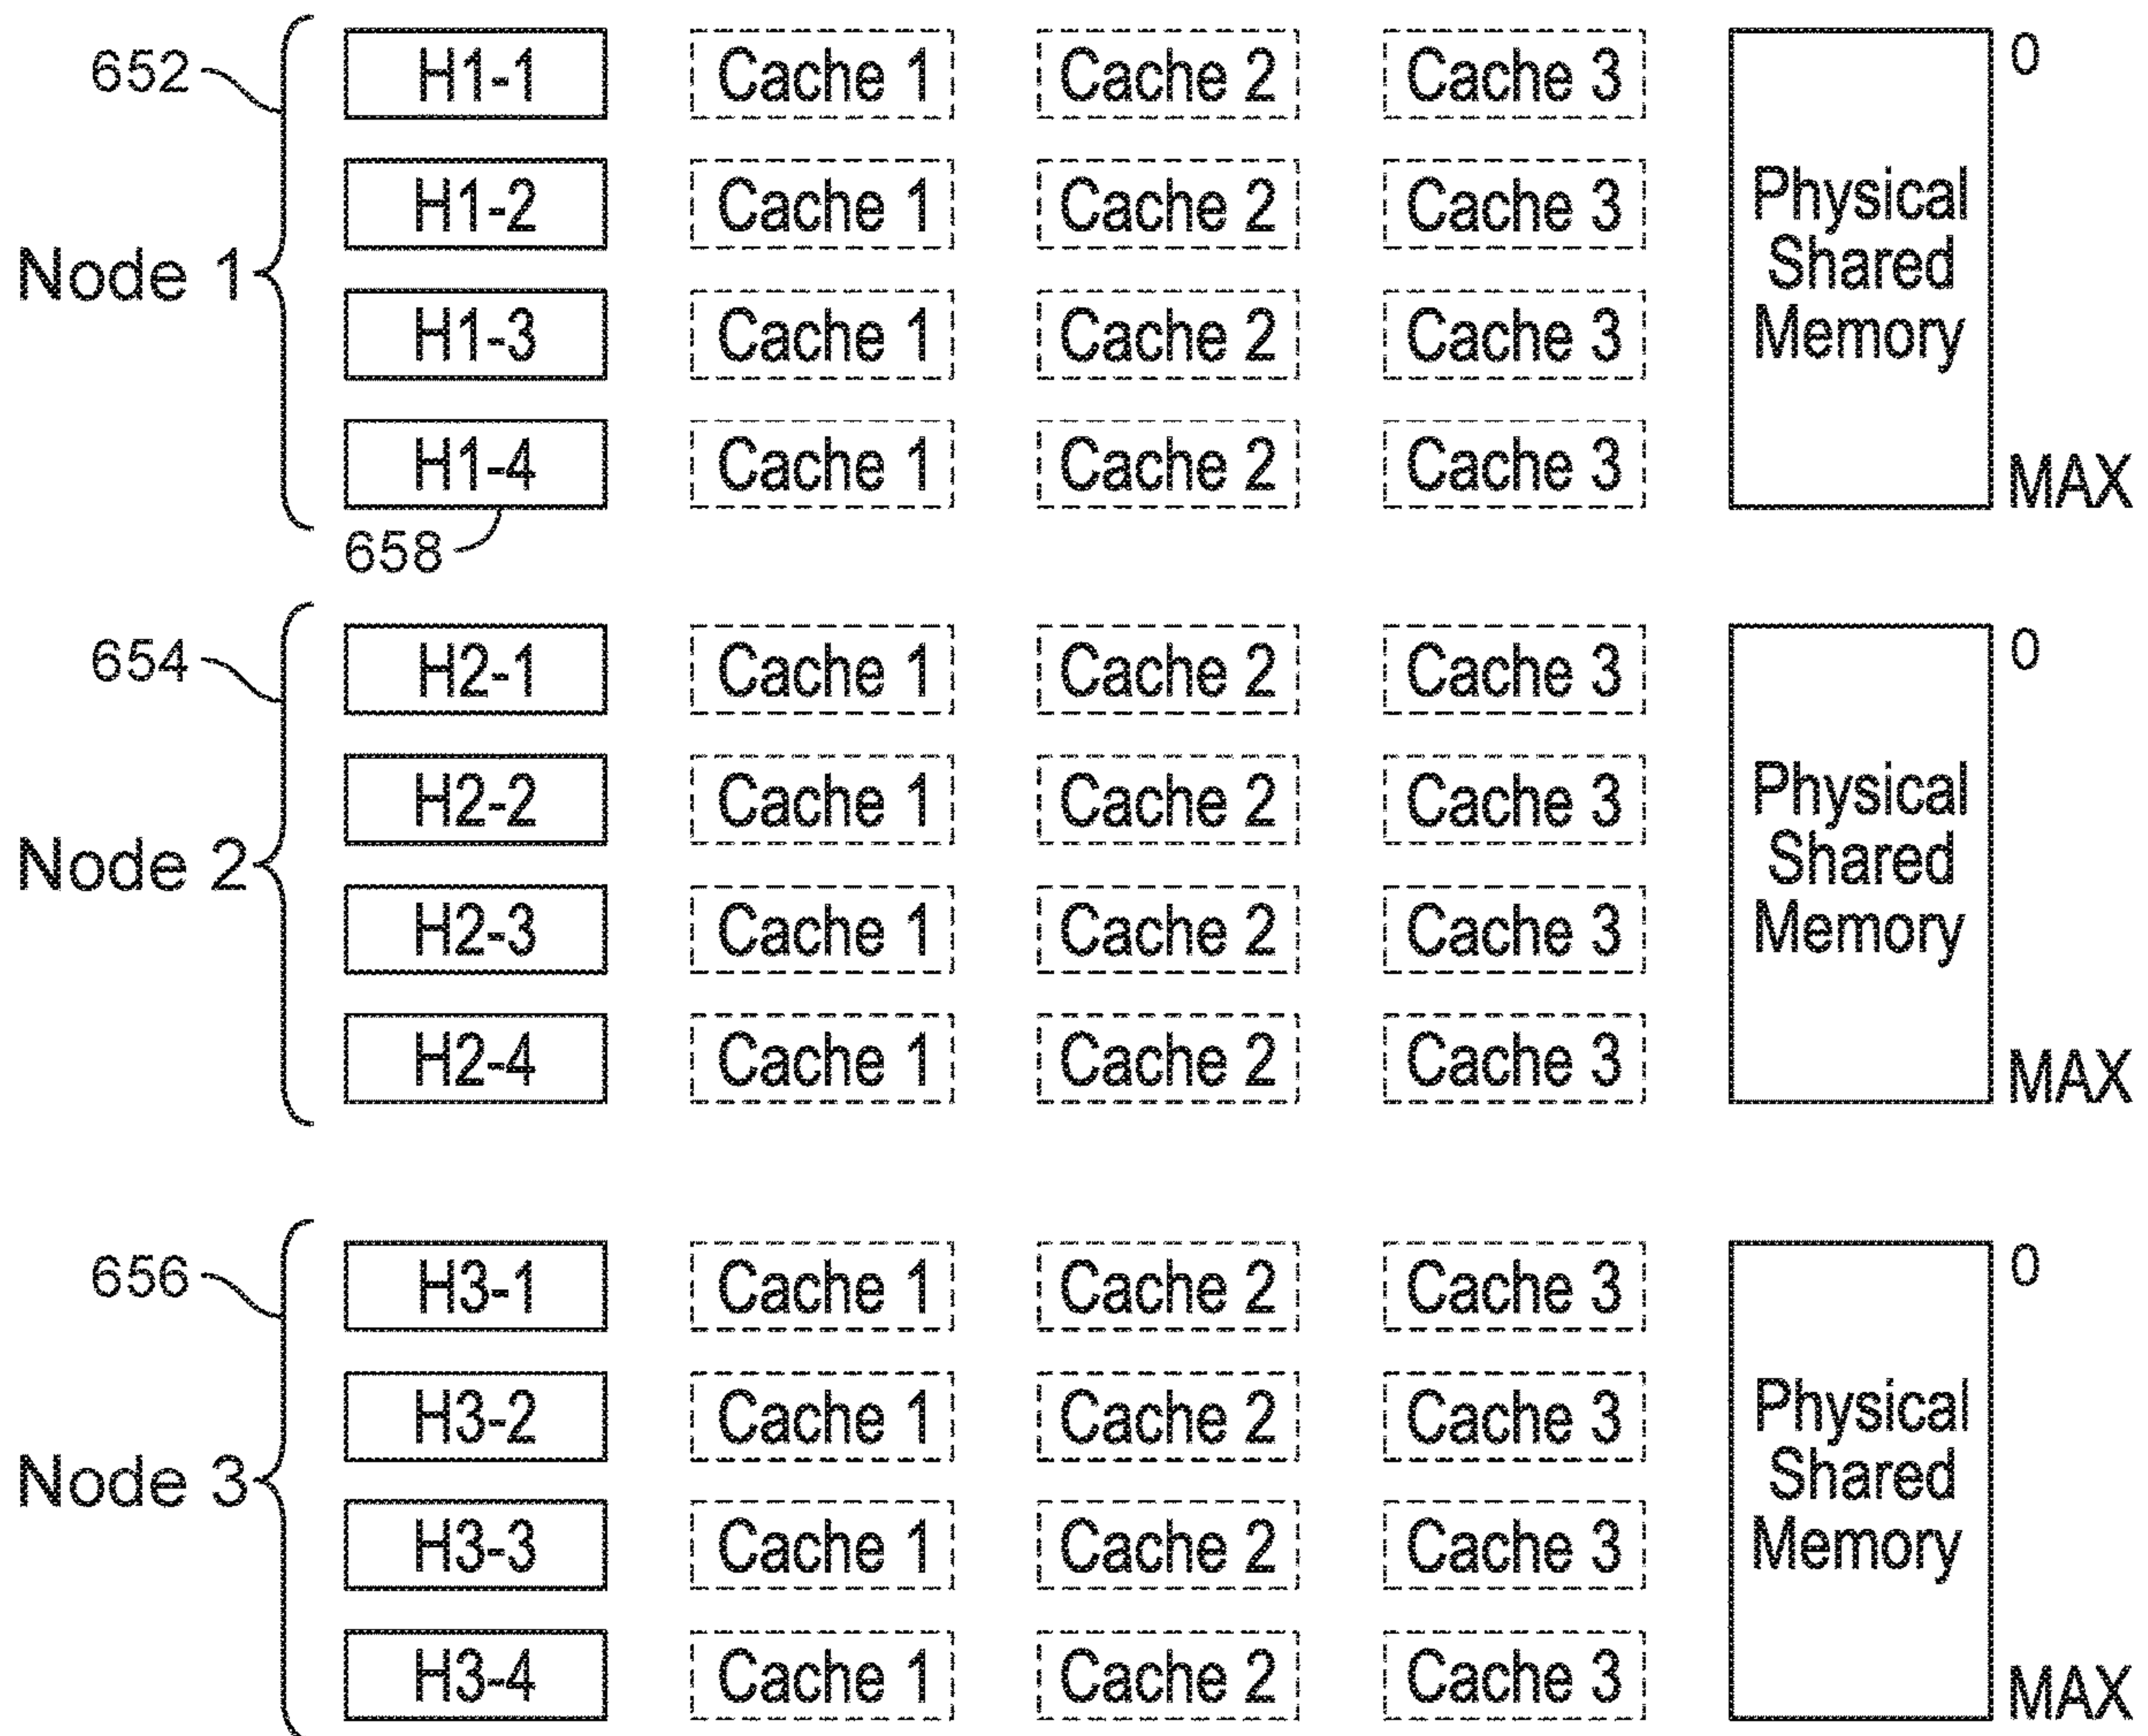 652 H1-1 Cache 1 Cache 2 Cache 3 0
H1-2 Cache 1 Cache 2 Cache 3 Physical
Node 1 Shared
H1-3 Cache 1 Cache 2 Cache 3 Memory
H1-4 Cache 1 Cache 2 Cache 3 MAX
658
654 H2-1 Cache 1 Cache 2 Cache 3 0
H2-2 Cache 1 Cache 2 Cache 3 Physical
Node 2 Shared
H2-3 Cache 1 Cache 2 Cache 3 Memory
H2-4 Cache 1 Cache 2 Cache 3 MAX
656 H3-1 Cache 1 Cache 2 Cache 3 0
H3-2 Cache 1 Cache 2 Cache 3 Physical
Node 3 Shared
H3-3 Cache 1 Cache 2 Cache 3 Memory
H3-4 Cache 1 Cache 2 Cache 3 MAX